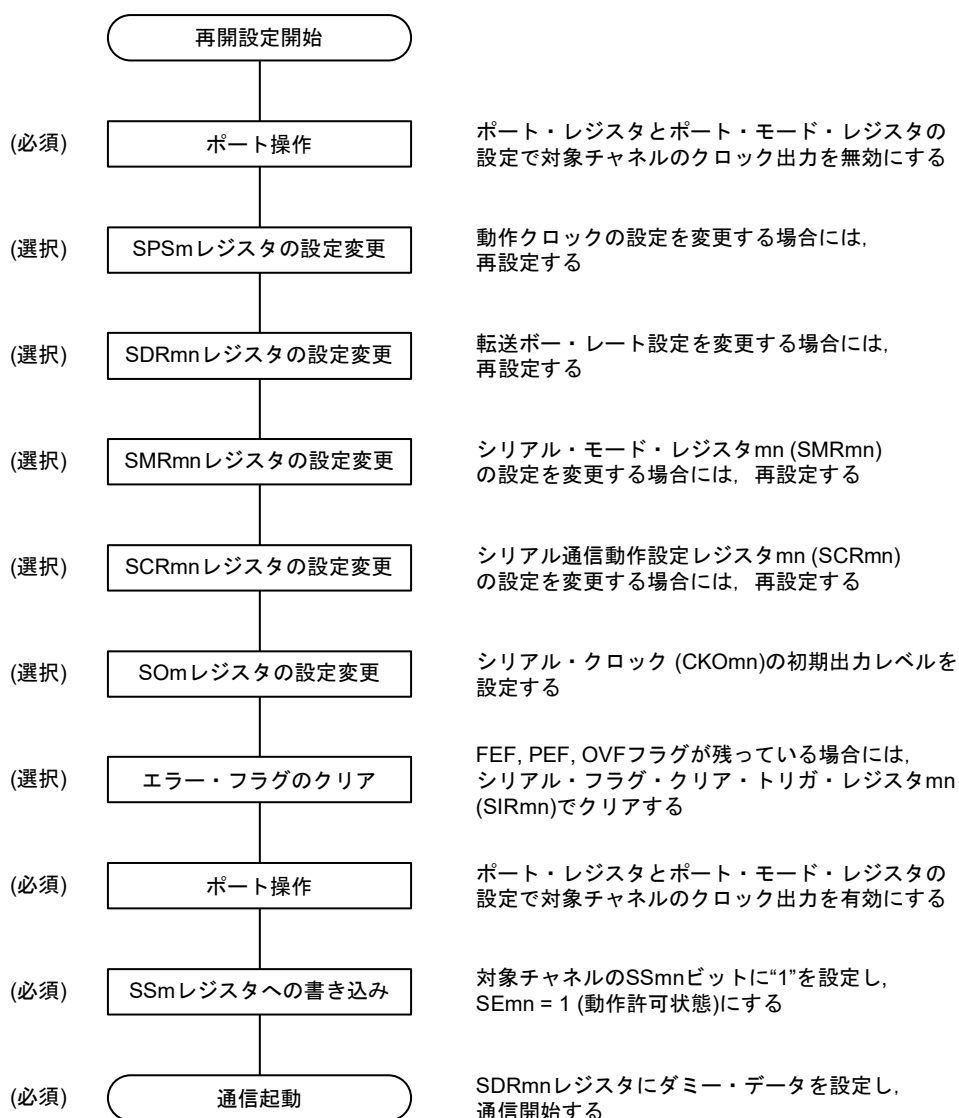 再開設定開始
(必須)
ポート操作
ポート・レジスタとポート・モード・レジスタの
設定で対象チャネルのクロック出力を無効にする
(選択)
SPSmレジスタの設定変更
動作クロックの設定を変更する場合には,
再設定する
(選択)
SDRmnレジスタの設定変更
転送ボー・レート設定を変更する場合には,
再設定する
(選択)
SMRmnレジスタの設定変更
シリアル・モード・レジスタmn (SMRmn)
の設定を変更する場合には, 再設定する
(選択)
SCRmnレジスタの設定変更
シリアル通信動作設定レジスタmn (SCRmn)
の設定を変更する場合には, 再設定する
(選択)
SOmレジスタの設定変更
シリアル・クロック (CKOmn)の初期出力レベルを
設定する
(選択)
エラー・フラグのクリア
FEF, PEF, OVFフラグが残っている場合には,
シリアル・フラグ・クリア・トリガ・レジスタmn
(SIRmn)でクリアする
(必須)
ポート操作
ポート・レジスタとポート・モード・レジスタの
設定で対象チャネルのクロック出力を有効にする
(必須)
SSmレジスタへの書き込み
対象チャネルのSSmnビットに“1”を設定し,
SEmn = 1 (動作許可状態)にする
(必須)
通信起動
SDRmnレジスタにダミー・データを設定し,
通信開始する